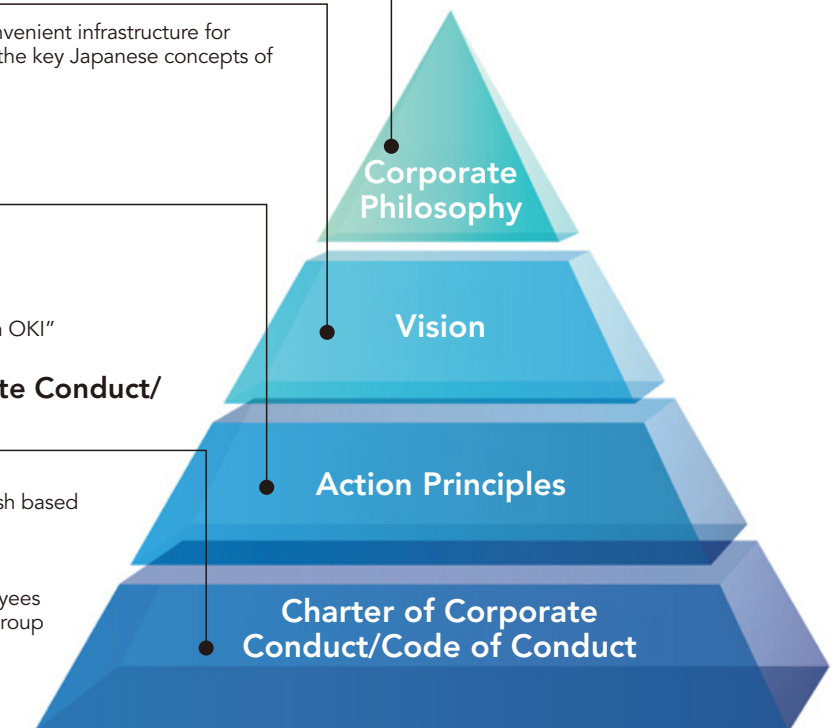 nvenient infrastructure for
the key Japanese concepts of
OKI”
te Conduct/
sh based
yees
roup
Corporate
Philosophy
Vision
Action Principles
Charter of Corporate
Conduct/Code of Conduct